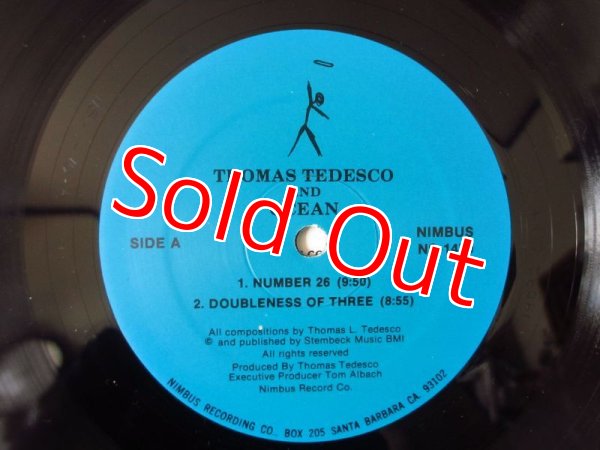 THOMAS TEDESCO
AND
OCEAN
Sold Out
SIDE A
NIMBUS
1. NUMBER 26 (9:50)
2. DOUBLENESS OF THREE (8:55)
All compositions by Thomas L. Tedesco
© and published by Stembeck Music BMI
All rights reserved
Produced By Thomas Tedesco
Executive Producer Tom Albach
Nimbus Record Co.
NIMBUS RECORDING CO., BOX 205 SANTA BARBARA CA. 93102